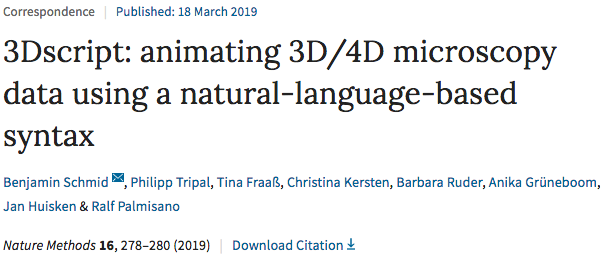 Correspondence | Published: 18 March 2019
3Dscript: animating 3D/4D microscopy
data using a natural-language-based
syntax
Benjamin Schmid, Philipp Tripal, Tina Fraaß, Christina Kersten, Barbara Ruder, Anika Grüneboom,
Jan Huisken & Ralf Palmisano
Nature Methods 16, 278–280 (2019) | Download Citation